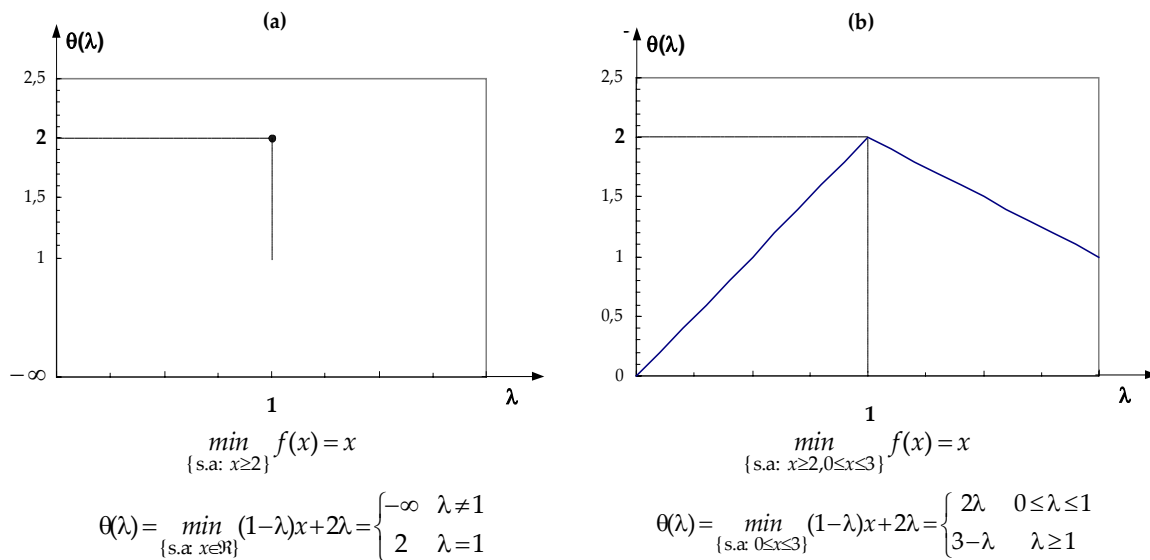 (a)
θ(λ)
2,5
2
1,5
1
−∞
1
λ
min f(x) = x
{s.a: x≥2}
θ(λ) = min (1−λ)x + 2λ = { −∞ λ≠1
{s.a: x∈ℜ} 2 λ=1
(b)
-
θ(λ)
2,5
2
1,5
1
0,5
0
1
λ
min f(x) = x
{s.a: x≥2,0≤x≤3}
θ(λ) = min (1−λ)x + 2λ = { 2λ 0≤λ≤1
{s.a: 0≤x≤3} 3−λ λ≥1